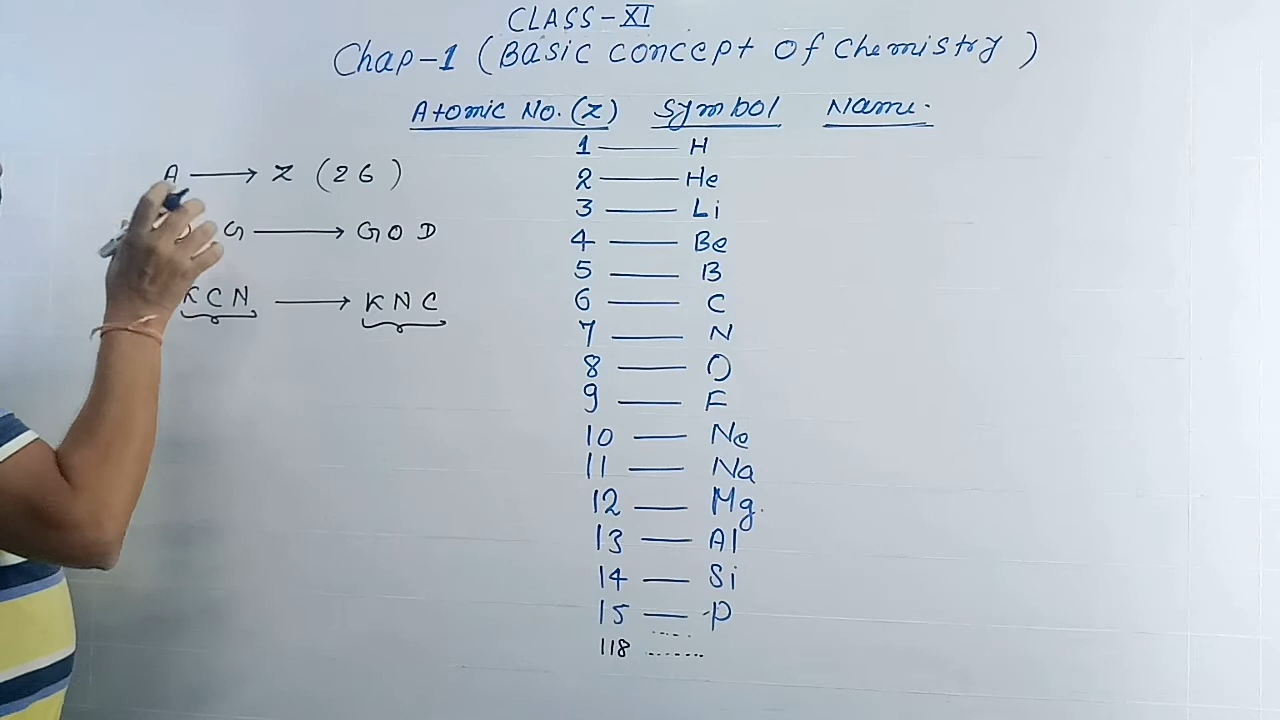 CLASS-XI
Chap-1 (Basic concept of chemistry)
Atomic No.(Z) Symbol Name.
1 —— H
2 —— He
3 —— Li
4 —— Be
5 —— B
6 —— C
7 —— N
8 —— O
9 —— F
10 — Ne
11 — Na
12 — Mg.
13 — Al
14 — Si
15 — P
......
118 ........
A → Z (26)
G → GOD
KCN → KNC